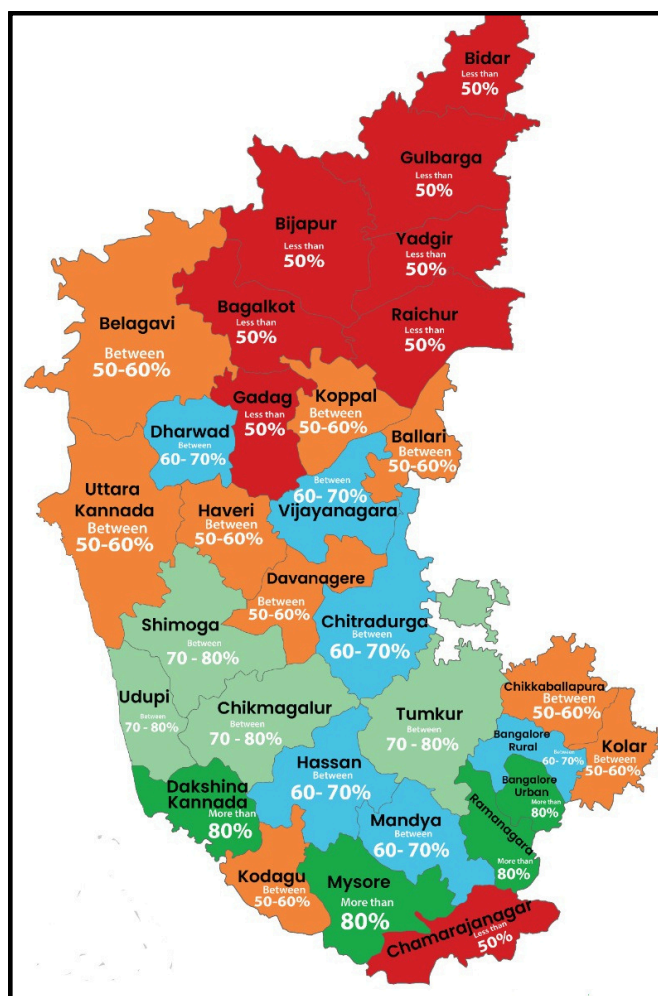 Bidar
Less than
50%
Gulbarga
Less than
50%
Bijapur
Less than
50%
Yadgir
Less than
50%
Bagalkot
Less than
50%
Raichur
Less than
50%
Belagavi
Between
50-60%
Gadag
Less than
50%
Koppal
Between
50-60%
Dharwad
Between
60- 70%
Ballari
Between
50-60%
Between
60- 70%
Vijayanagara
Uttara
Kannada
Between
50-60%
Haveri
Between
50-60%
Davanagere
Between
50-60%
Chitradurga
Between
60- 70%
Shimoga
Between
70 - 80%
Udupi
Between
70 - 80%
Chikmagalur
Between
70 - 80%
Tumkur
Between
70 - 80%
Chikkaballapura
Between
50-60%
Kolar
Between
50-60%
Bangalore
Rural
Between
60- 70%
Bangalore
Urban
More than
80%
Hassan
Between
60- 70%
Dakshina
Kannada
More than
80%
Mandya
Between
60- 70%
Ramanagara
More than
80%
Kodagu
Between
50-60%
Mysore
More than
80%
Chamarajanagar
Less than
50%